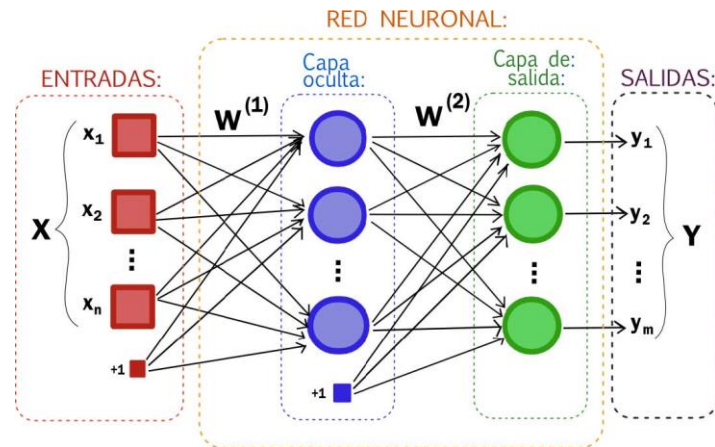 RED NEURONAL:
ENTRADAS:
Capa
oculta:
Capa de:
salida:
SALIDAS:
W(1)
W(2)
x1
y1
x2
y2
X
Y
⋮
⋮
⋮
⋮
xn
ym
+1
+1